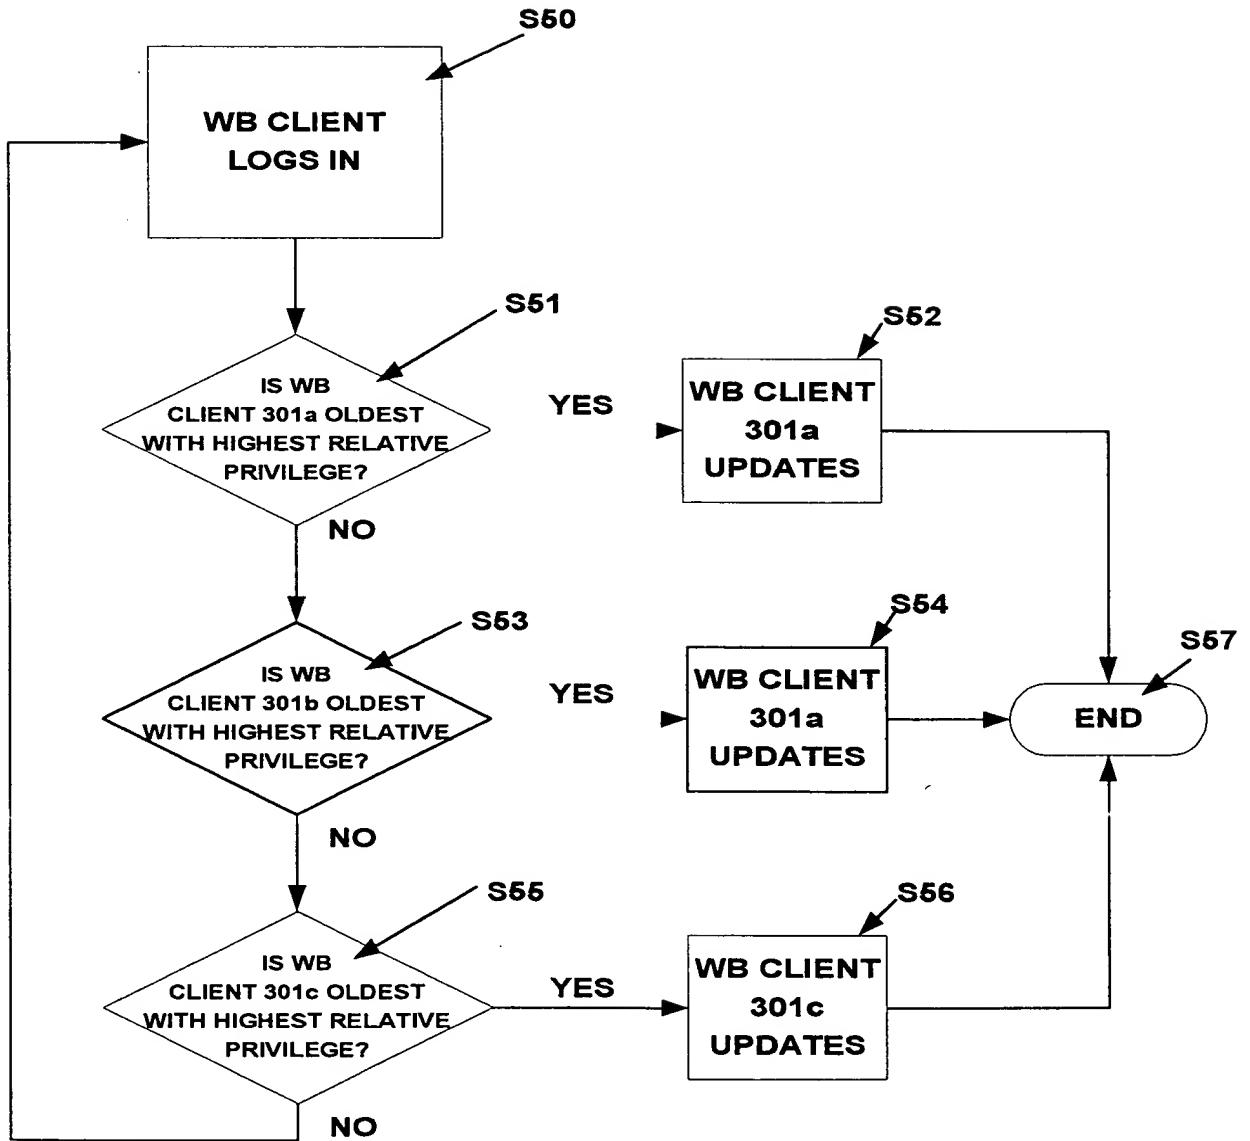 S50
WB CLIENT
LOGS IN
S51
IS WB
CLIENT 301a OLDEST
WITH HIGHEST RELATIVE
PRIVILEGE?
YES
S52
WB CLIENT
301a
UPDATES
NO
S53
IS WB
CLIENT 301b OLDEST
WITH HIGHEST RELATIVE
PRIVILEGE?
YES
S54
WB CLIENT
301a
UPDATES
S57
END
NO
S55
IS WB
CLIENT 301c OLDEST
WITH HIGHEST RELATIVE
PRIVILEGE?
YES
S56
WB CLIENT
301c
UPDATES
NO